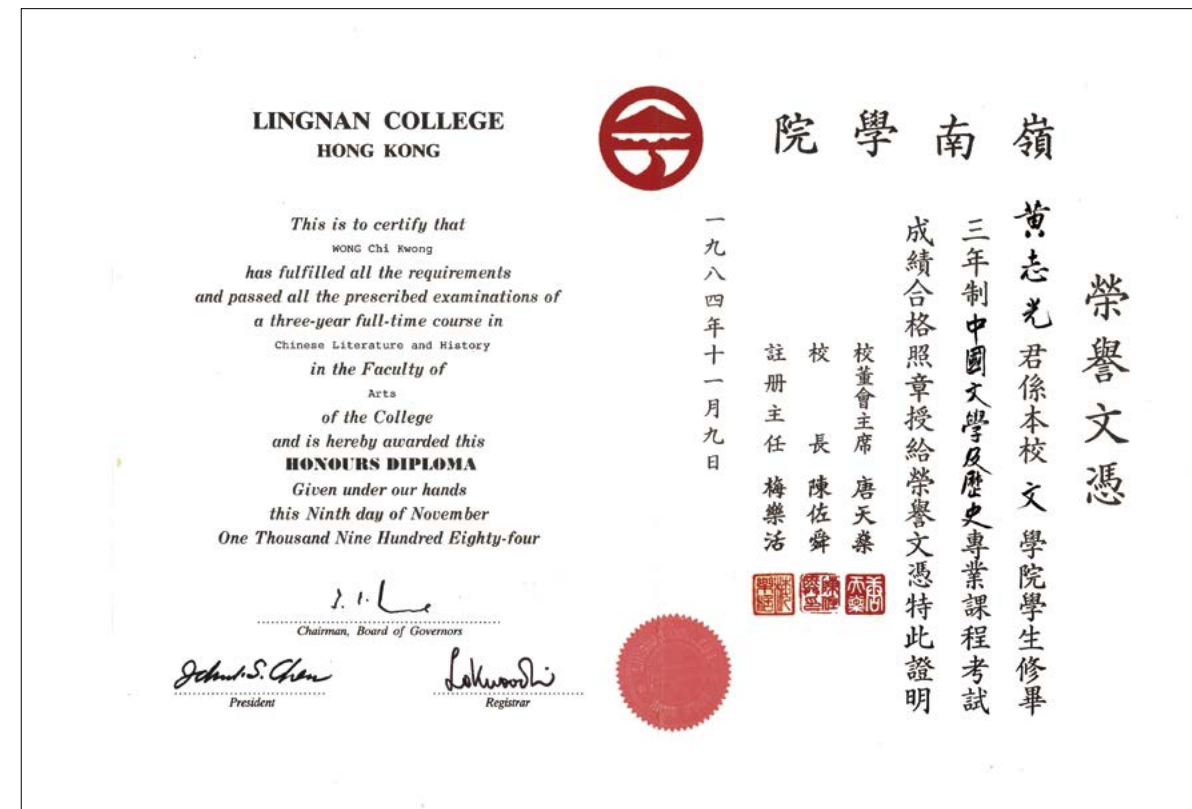 LINGNAN COLLEGE
HONG KONG
This is to certify that
WONG Chi Kwong
has fulfilled all the requirements
and passed all the prescribed examinations of
a three-year full-time course in
Chinese Literature and History
in the Faculty of
Arts
of the College
and is hereby awarded this
HONOURS DIPLOMA
Given under our hands
this Ninth day of November
One Thousand Nine Hundred Eighty-four
Chairman, Board of Governors
John S. Chen
President
Registrar
院學南嶺
榮譽文憑
黄志光君係本校文學院學生修畢
三年制中國文學及歷史專業課程考試
成績合格照章授給榮譽文憑特此證明
校董會主席 唐天燊
校長 陳佐舜
註册主任 梅樂活
一九八四年十一月九日